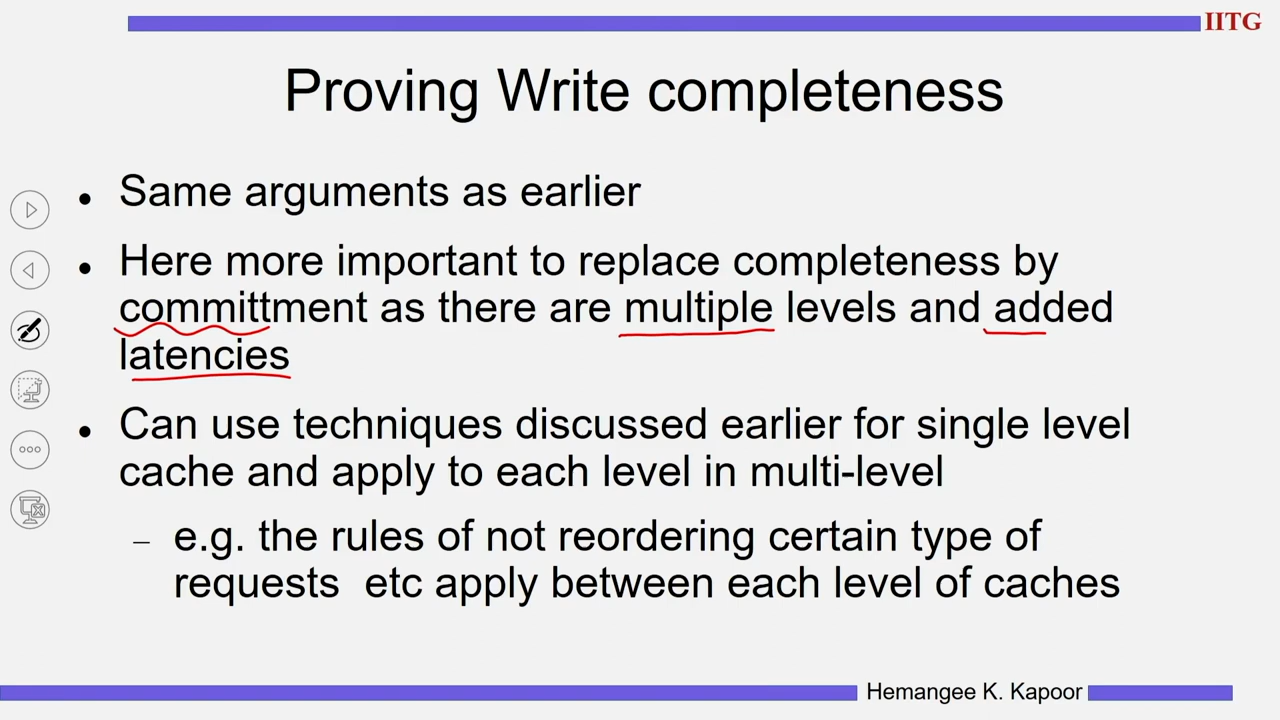 IITG
Proving Write completeness
• Same arguments as earlier
• Here more important to replace completeness by
committment as there are multiple levels and added
latencies
• Can use techniques discussed earlier for single level
cache and apply to each level in multi-level
– e.g. the rules of not reordering certain type of
requests etc apply between each level of caches
Hemangee K. Kapoor